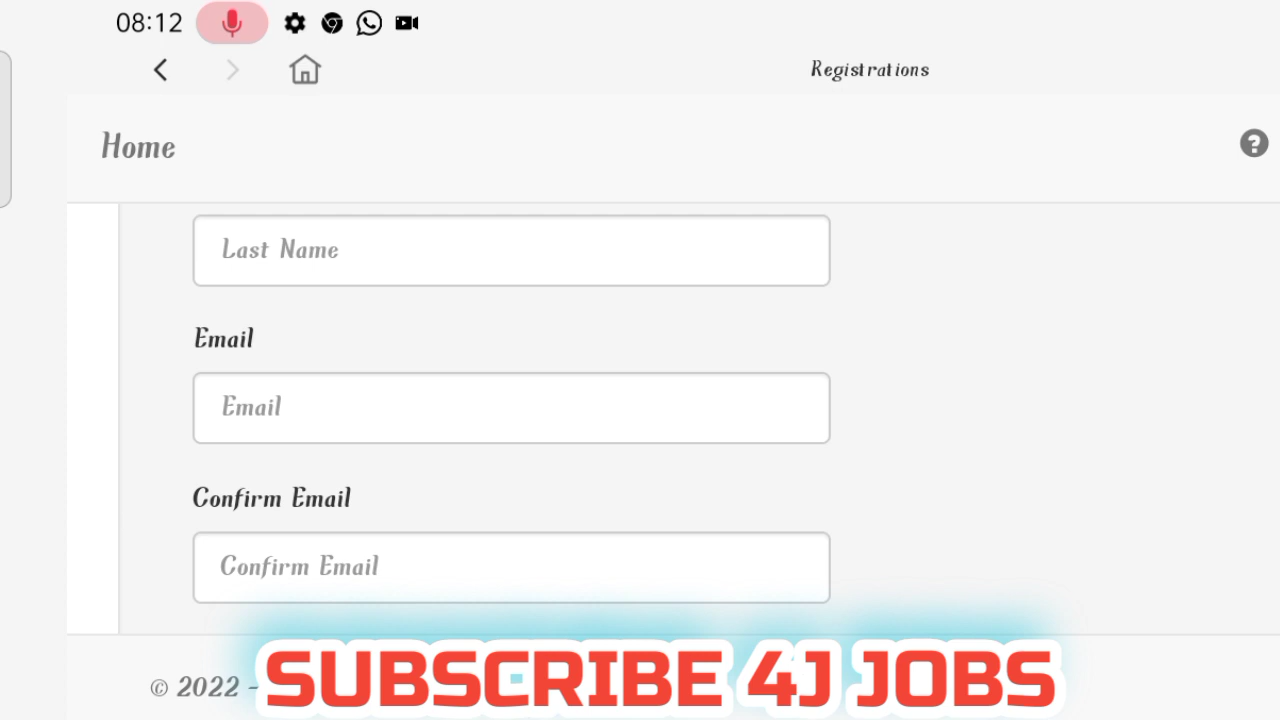 08:12
Registrations
Home
Last Name
Email
Email
Confirm Email
Confirm Email
© 2022 -
SUBSCRIBE 4J JOBS